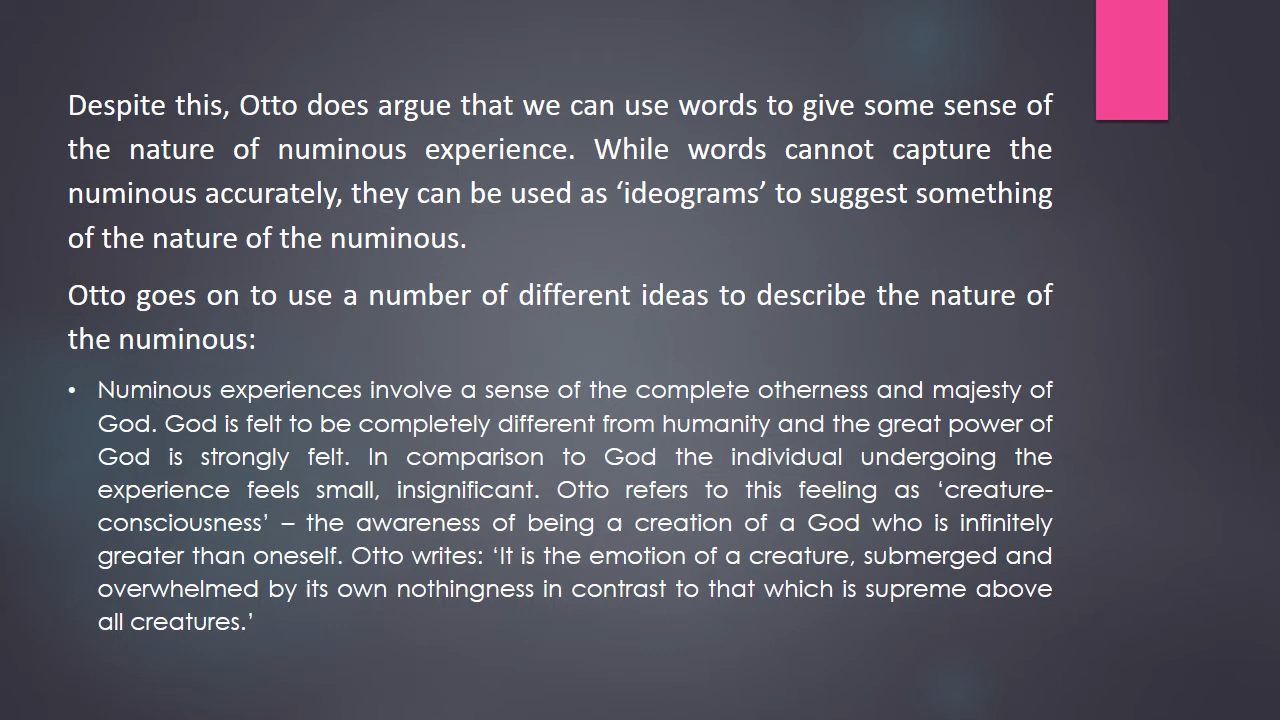 Despite this, Otto does argue that we can use words to give some sense of
the nature of numinous experience. While words cannot capture the
numinous accurately, they can be used as ‘ideograms’ to suggest something
of the nature of the numinous.
Otto goes on to use a number of different ideas to describe the nature of
the numinous:
• Numinous experiences involve a sense of the complete otherness and majesty of
God. God is felt to be completely different from humanity and the great power of
God is strongly felt. In comparison to God the individual undergoing the
experience feels small, insignificant. Otto refers to this feeling as ‘creature-
consciousness’ – the awareness of being a creation of a God who is infinitely
greater than oneself. Otto writes: ‘It is the emotion of a creature, submerged and
overwhelmed by its own nothingness in contrast to that which is supreme above
all creatures.’